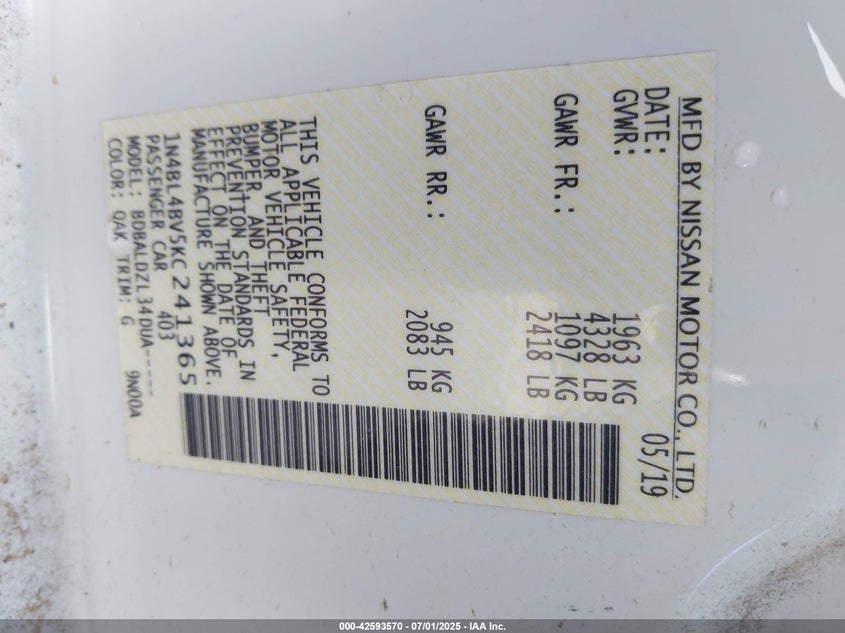 MFD BY NISSAN MOTOR CO., LTD.
DATE: 05/19
GVWR: 1963 KG
4328 LB
GAWR FR.: 1097 KG
2418 LB
GAWR RR.: 945 KG
2083 LB
THIS VEHICLE CONFORMS TO
ALL APPLICABLE FEDERAL
MOTOR VEHICLE SAFETY,
BUMPER, AND THEFT
PREVENTION STANDARDS IN
EFFECT ON THE DATE OF
MANUFACTURE SHOWN ABOVE.
1N4BL4BV5KC241365
PASSENGER CAR 403
MODEL: BDBALDZL34DUA-----
COLOR: QAK TRIM: G 9N00A
000-42593570 - 07/01/2025 - IAA Inc.